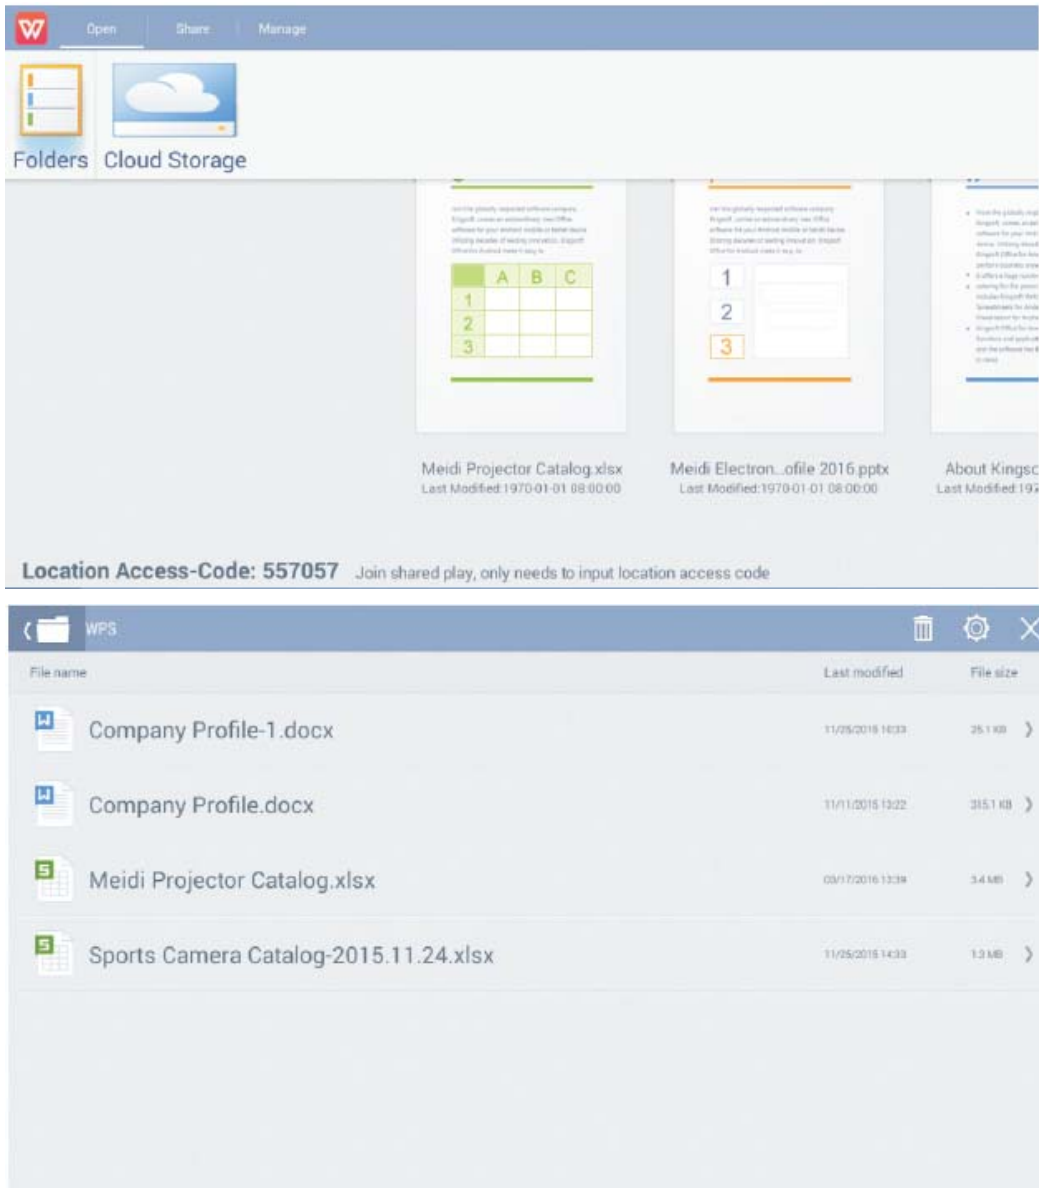 Open Share Manage
Folders Cloud Storage
A B C
1
2
3
1
2
3
Meidi Projector Catalog.xlsx
Last Modified:1970-01-01 08:00:00
Meidi Electron...ofile 2016.pptx
Last Modified:1970-01-01 08:00:00
About Kingso
Last Modified:197
Location Access-Code: 557057 Join shared play, only needs to input location access code
WPS
File name Last modified File size
Company Profile-1.docx 25.1 KB
Company Profile.docx 11/11/2015 13:22 315.1 KB
Meidi Projector Catalog.xlsx 03/17/2016 13:39 3.4 MB
Sports Camera Catalog-2015.11.24.xlsx 11/25/2015 14:33 1.3 MB